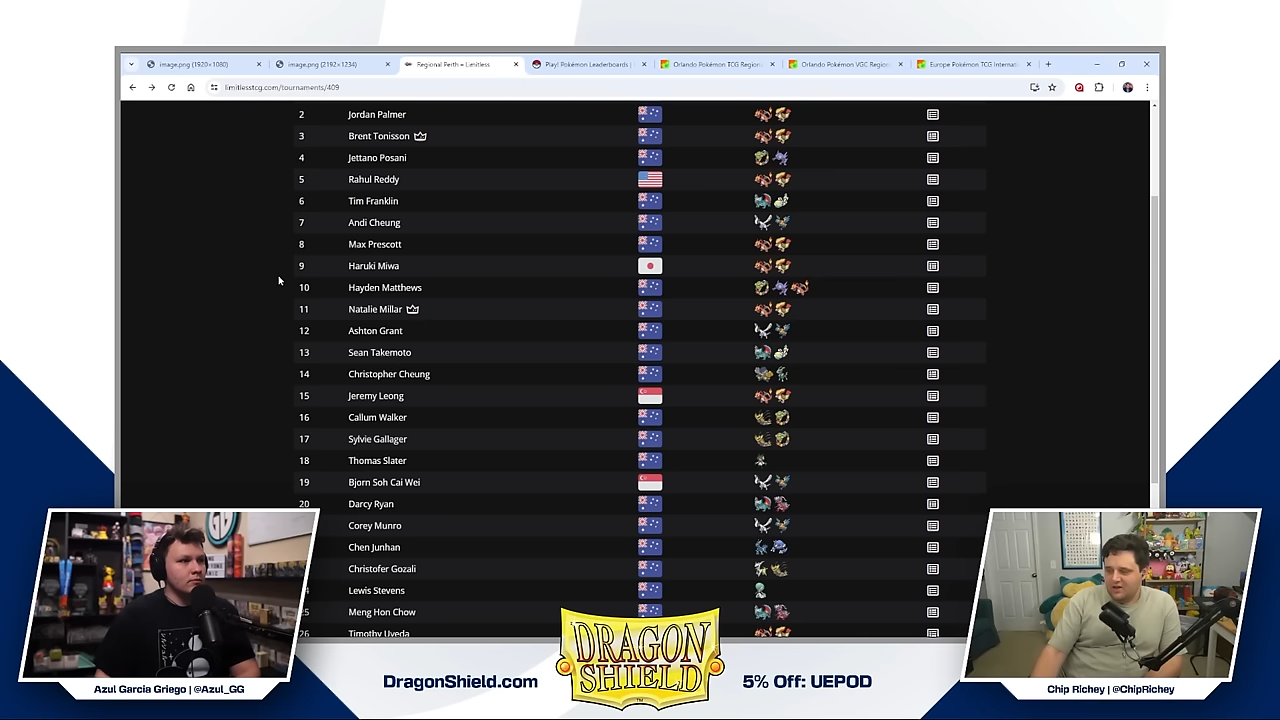 image.png (1920×1080)
image.png (2192×1234)
Regional Perth – Limitless
Play! Pokémon Leaderboards |
Orlando Pokémon TCG Region
Orlando Pokémon VGC Region
Europe Pokémon TCG Internati
limitlesstcg.com/tournaments/409
2 Jordan Palmer
3 Brent Tonisson
4 Jettano Posani
5 Rahul Reddy
6 Tim Franklin
7 Andi Cheung
8 Max Prescott
9 Haruki Miwa
10 Hayden Matthews
11 Natalie Millar
12 Ashton Grant
13 Sean Takemoto
14 Christopher Cheung
15 Jeremy Leong
16 Callum Walker
17 Sylvie Gallager
18 Thomas Slater
19 Bjorn Soh Cai Wei
20 Darcy Ryan
Corey Munro
Chen Junhan
Christofer Gozali
Lewis Stevens
25 Meng Hon Chow
26 Timothy Uyeda
DragonShield.com
DRAGON
SHIELD
5% Off: UEPOD
Azul Garcia Griego | @Azul_GG
Chip Richey | @ChipRichey